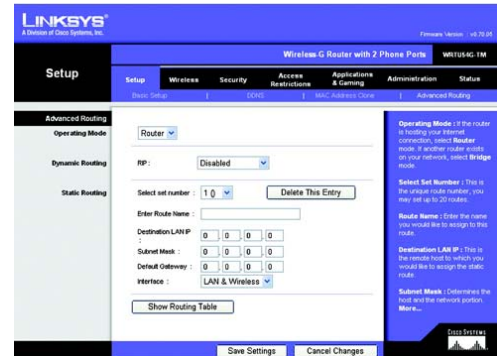 LINKSYS®
A Division of Cisco Systems, Inc.
Firmware Version : v0.70.01
Wireless-G Router with 2 Phone Ports WRTU54G-TM
Setup
Setup Wireless Security Access Restrictions Applications & Gaming Administration Status
Basic Setup | DDNS | MAC Address Clone | Advanced Routing
Advanced Routing
Operating Mode
Router
Dynamic Routing
RIP : Disabled
Static Routing
Select set number : 1 () Delete This Entry
Enter Route Name :
Destination LAN IP : 0 . 0 . 0 . 0
Subnet Mask : 0 . 0 . 0 . 0
Default Gateway : 0 . 0 . 0 . 0
Interface : LAN & Wireless
Show Routing Table
Save Settings Cancel Changes
Operating Mode : If the router
is hosting your Internet
connection, select Router
mode. If another router exists
on your network, select Bridge
mode.
Select Set Number : This is
the unique route number, you
may set up to 20 routes.
Route Name : Enter the name
you would like to assign to this
route.
Destination LAN IP : This is
the remote host to which you
would like to assign the static
route.
Subnet Mask : Determines the
host and the network portion.
More...
CISCO SYSTEMS